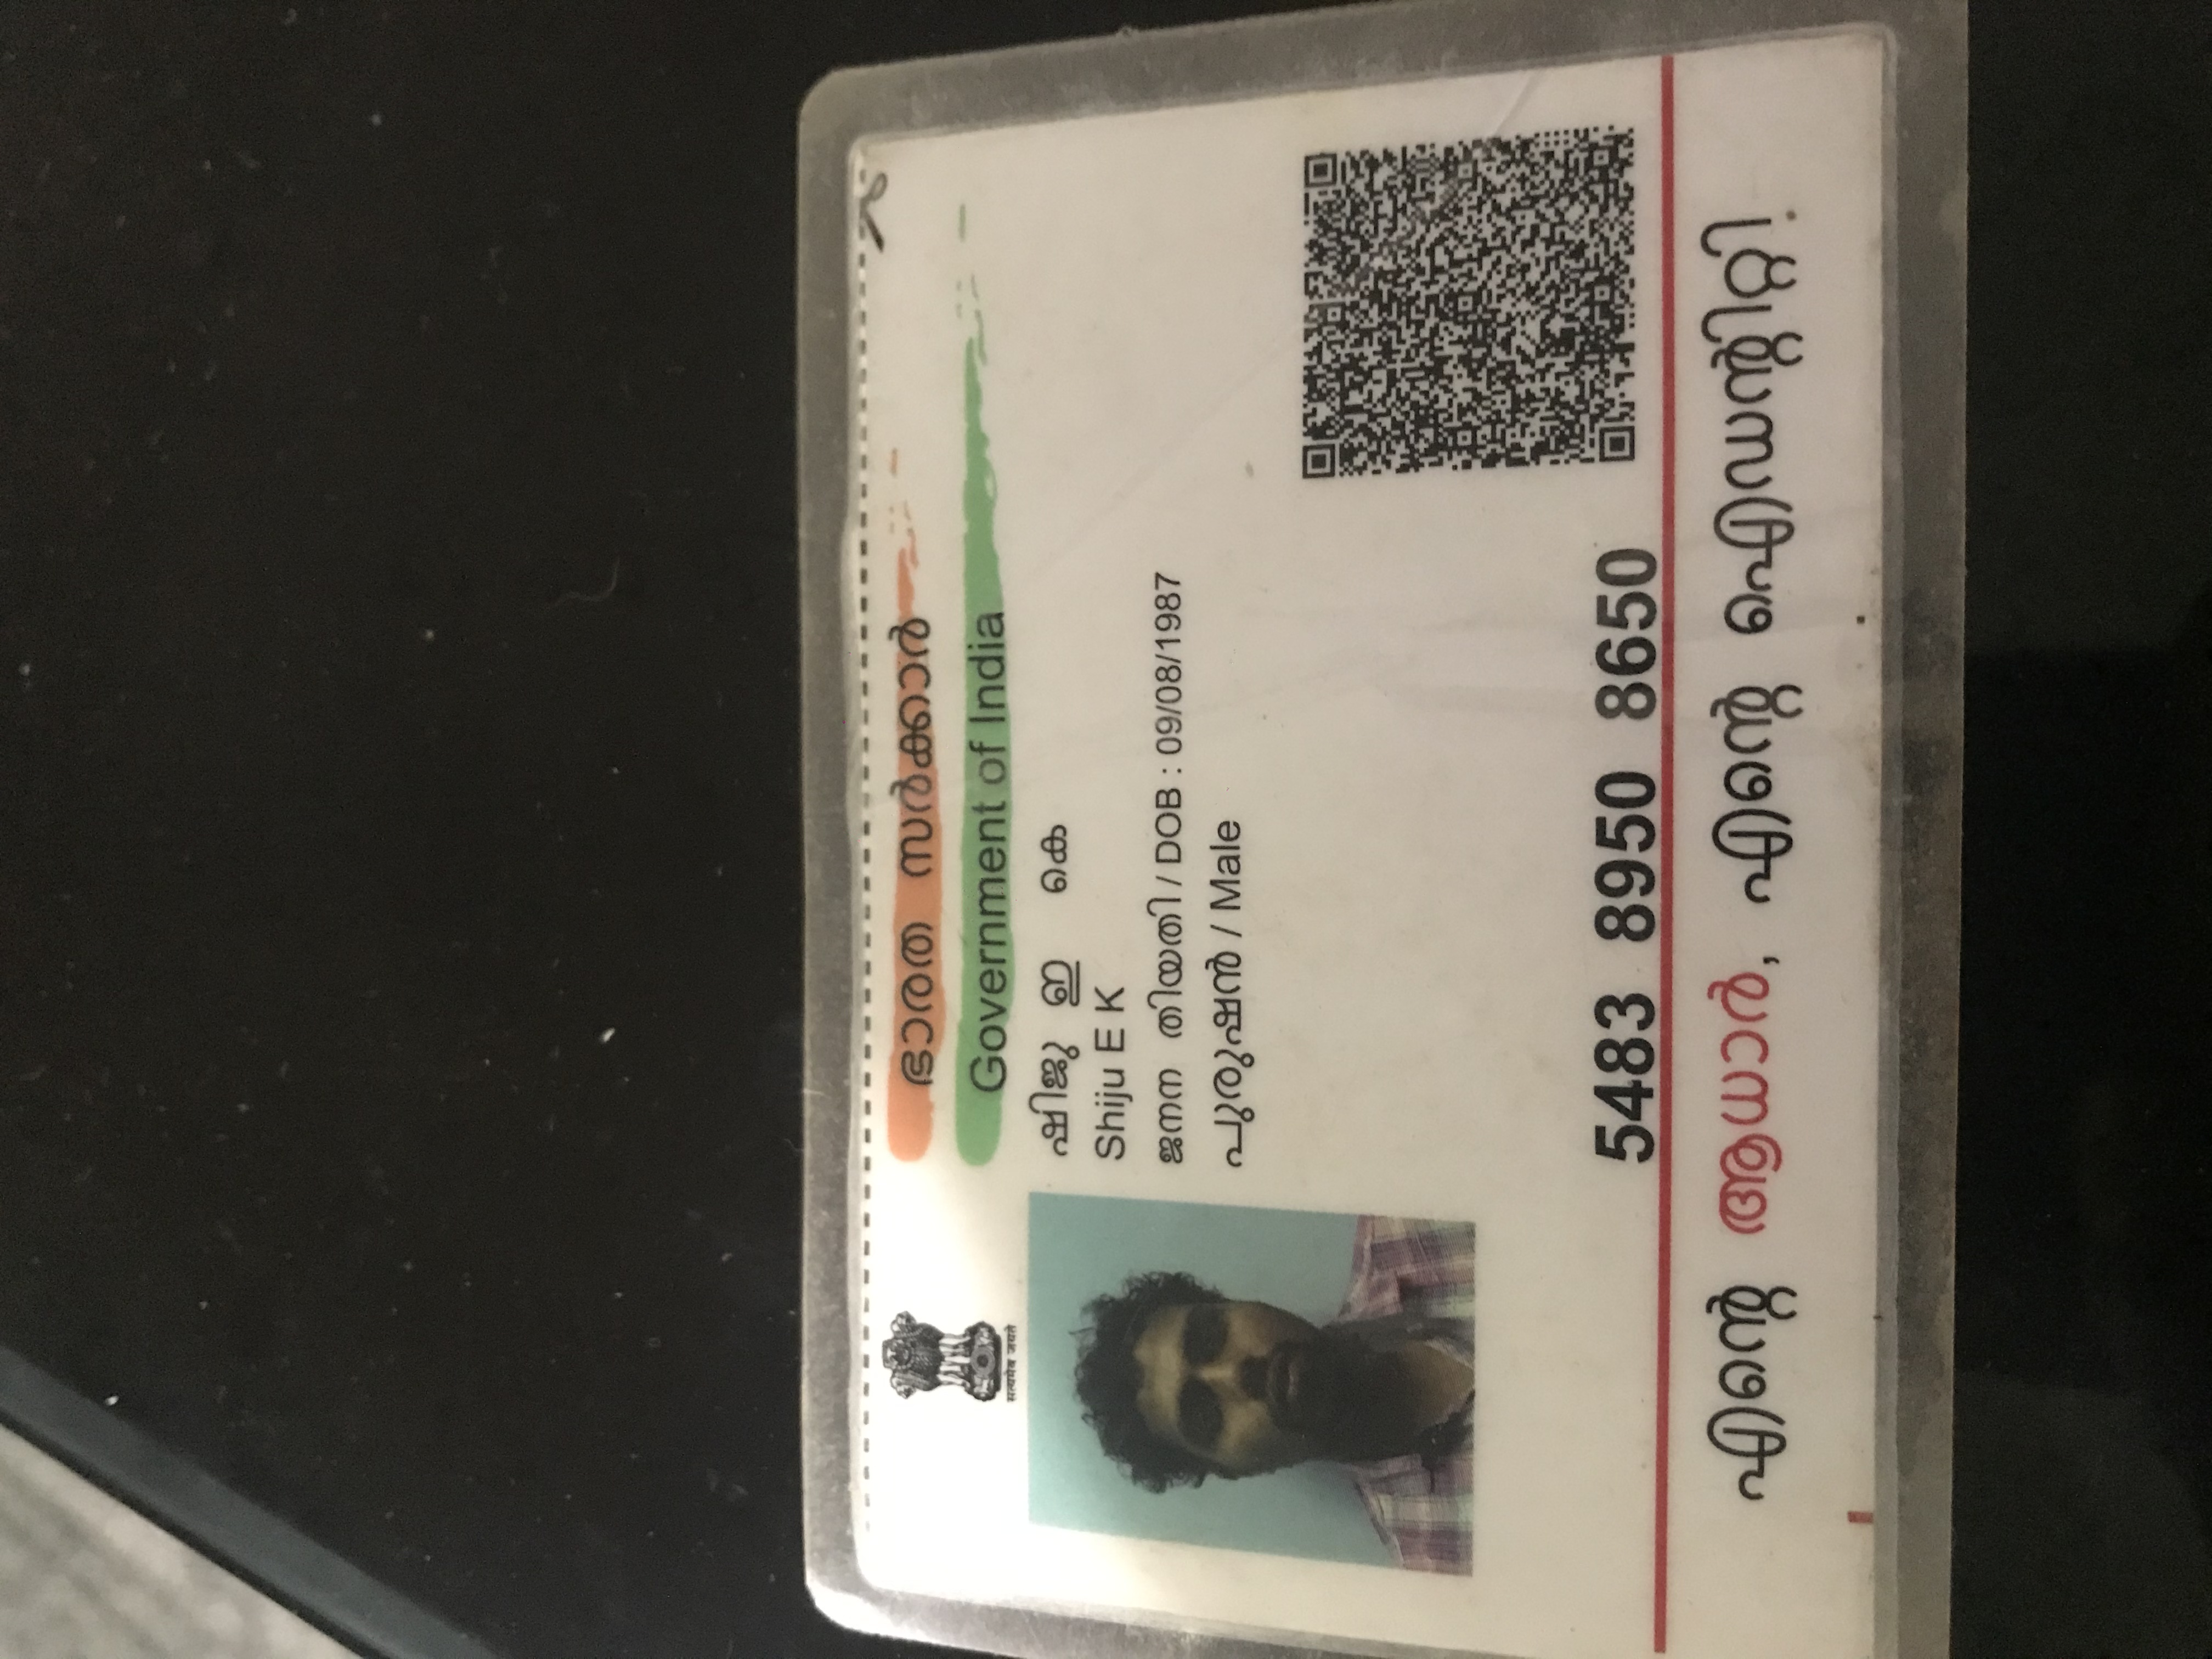 ഭാരത സർക്കാർ
Government of India
सत्यमेव जयते
ഷിജു ഇ കെ
Shiju E K
ജനന തിയതി / DOB : 09/08/1987
പുരുഷൻ / Male
5483 8950 8650
എന്റെ ആധാർ, എന്റെ ഐഡന്റിറ്റി.